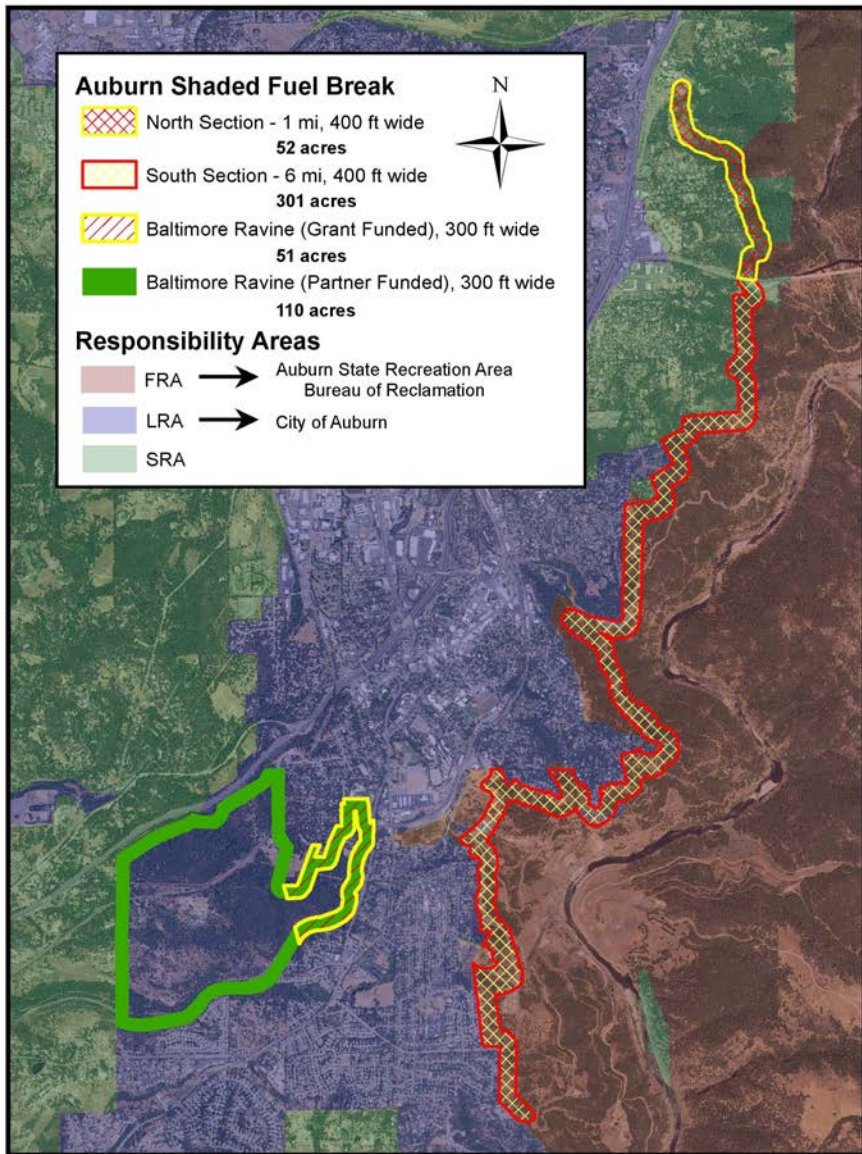 Auburn Shaded Fuel Break
N
North Section - 1 mi, 400 ft wide
52 acres
South Section - 6 mi, 400 ft wide
301 acres
Baltimore Ravine (Grant Funded), 300 ft wide
51 acres
Baltimore Ravine (Partner Funded), 300 ft wide
110 acres
Responsibility Areas
FRA Auburn State Recreation Area
Bureau of Reclamation
LRA City of Auburn
SRA